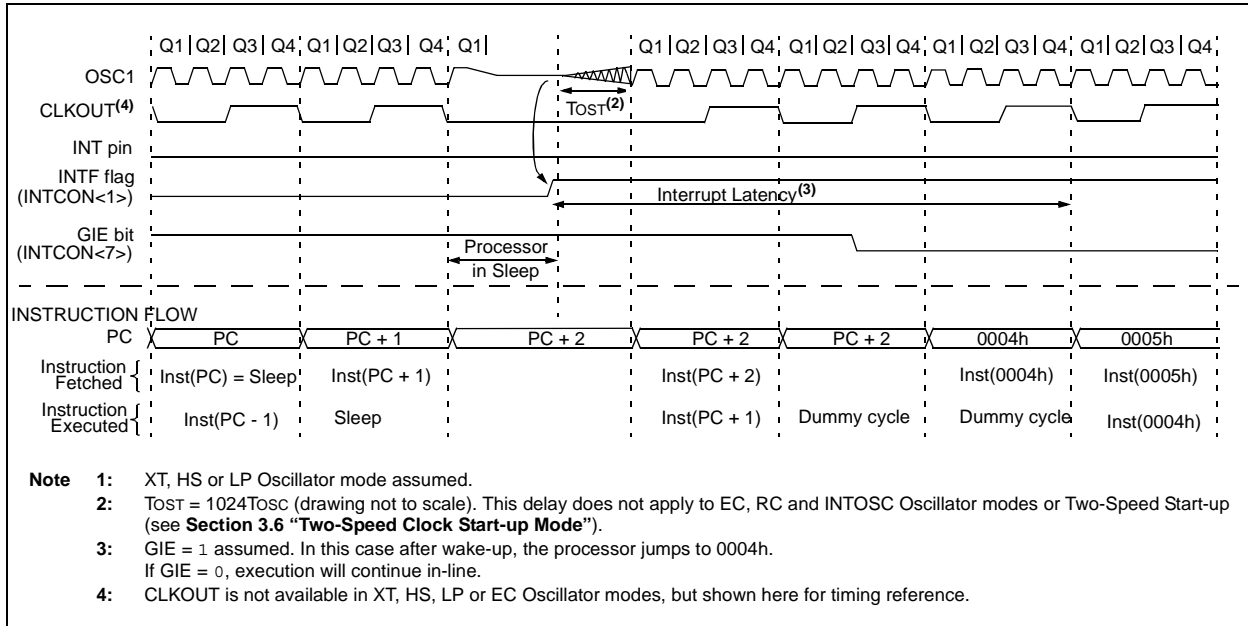 Q1 Q2 Q3 Q4 Q1 Q2 Q3 Q4 Q1 Q1 Q2 Q3 Q4 Q1 Q2 Q3 Q4 Q1 Q2 Q3 Q4 Q1 Q2 Q3 Q4
OSC1
CLKOUT(4)
TOST(2)
INT pin
INTF flag
(INTCON<1>)
Interrupt Latency(3)
GIE bit
(INTCON<7>)
Processor
in Sleep
INSTRUCTION FLOW
PC PC PC + 1 PC + 2 PC + 2 PC + 2 0004h 0005h
Instruction
Fetched
Inst(PC) = Sleep Inst(PC + 1) Inst(PC + 2) Inst(0004h) Inst(0005h)
Instruction
Executed
Inst(PC - 1) Sleep Inst(PC + 1) Dummy cycle Dummy cycle Inst(0004h)
Note 1: XT, HS or LP Oscillator mode assumed.
2: TOST = 1024TOSC (drawing not to scale). This delay does not apply to EC, RC and INTOSC Oscillator modes or Two-Speed Start-up
(see Section 3.6 “Two-Speed Clock Start-up Mode”).
3: GIE = 1 assumed. In this case after wake-up, the processor jumps to 0004h.
If GIE = 0, execution will continue in-line.
4: CLKOUT is not available in XT, HS, LP or EC Oscillator modes, but shown here for timing reference.